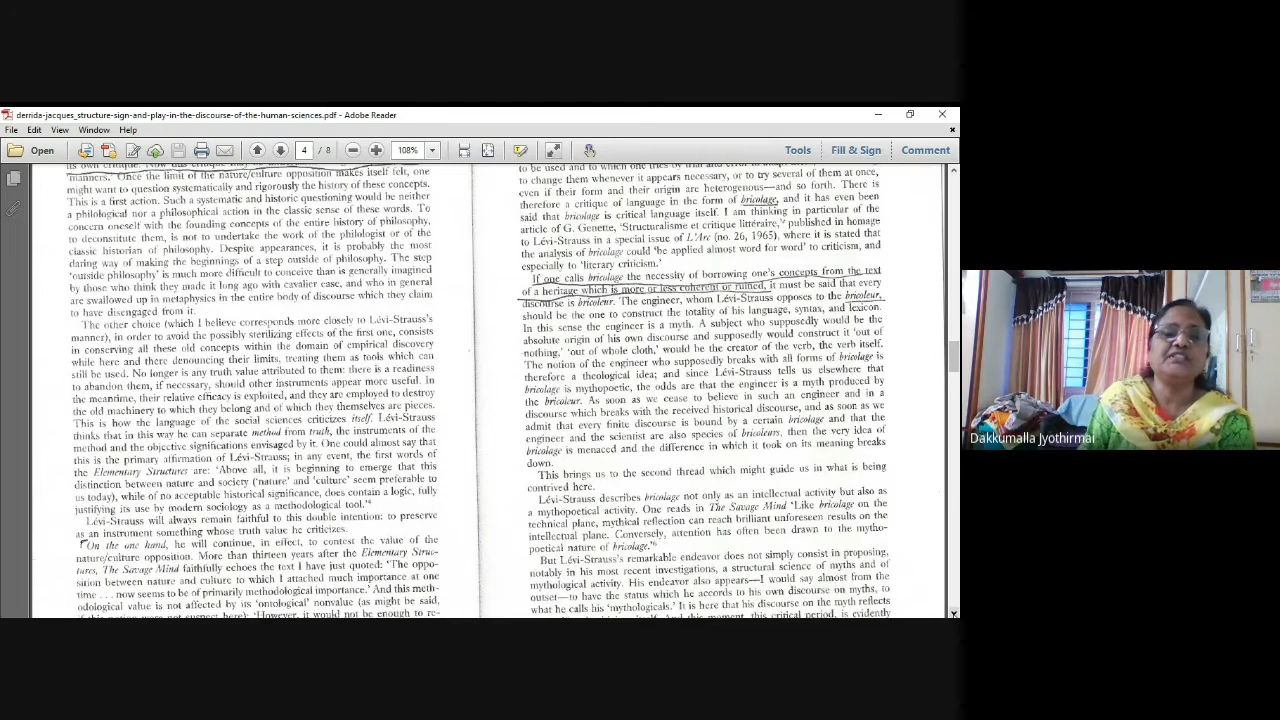 derrida-jacques_structure-sign-and-play-in-the-discourse-of-the-human-sciences.pdf - Adobe Reader
File Edit View Window Help
Open 4 / 8 108% Tools Fill & Sign Comment
manners. Once the limit of the nature/culture opposition makes itself felt, one
might want to question systematically and rigorously the history of these concepts.
This is a first action. Such a systematic and historic questioning would be neither
a philological nor a philosophical action in the classic sense of these words. To
concern oneself with the founding concepts of the entire history of philosophy,
to deconstitute them, is not to undertake the work of the philologist or of the
classic historian of philosophy. Despite appearances, it is probably the most
daring way of making the beginnings of a step outside of philosophy. The step
'outside philosophy' is much more difficult to conceive than is generally imagined
by those who think they made it long ago with cavalier ease, and who in general
are swallowed up in metaphysics in the entire body of discourse which they claim
to have disengaged from it.
The other choice (which I believe corresponds more closely to Lévi-Strauss's
manner), in order to avoid the possibly sterilizing effects of the first one, consists
in conserving all these old concepts within the domain of empirical discovery
while here and there denouncing their limits, treating them as tools which can
still be used. No longer is any truth value attributed to them: there is a readiness
to abandon them, if necessary, should other instruments appear more useful. In
the meantime, their relative efficacy is exploited, and they are employed to destroy
the old machinery to which they belong and of which they themselves are pieces.
This is how the language of the social sciences criticizes itself. Lévi-Strauss
thinks that in this way he can separate method from truth, the instruments of the
method and the objective significations envisaged by it. One could almost say that
this is the primary affirmation of Lévi-Strauss; in any event, the first words of
the Elementary Structures are: 'Above all, it is beginning to emerge that this
distinction between nature and society ('nature' and 'culture' seem preferable to
us today), while of no acceptable historical significance, does contain a logic, fully
justifying its use by modern sociology as a methodological tool.'4
Lévi-Strauss will always remain faithful to this double intention: to preserve
as an instrument something whose truth value he criticizes.
On the one hand, he will continue, in effect, to contest the value of the
nature/culture opposition. More than thirteen years after the Elementary Struc-
tures, The Savage Mind faithfully echoes the text I have just quoted: 'The oppo-
sition between nature and culture to which I attached much importance at one
time . . . now seems to be of primarily methodological importance.' And this meth-
odological value is not affected by its 'ontological' nonvalue (as might be said,
if this notion were not suspect here): 'However, it would not be enough to re-
to be used and to which one tries by trial and error to
to change them whenever it appears necessary, or to try several of them at once,
even if their form and their origin are heterogenous—and so forth. There is
therefore a critique of language in the form of bricolage, and it has even been
said that bricolage is critical language itself. I am thinking in particular of the
article of G. Genette, 'Structuralisme et critique littéraire,' published in homage
to Lévi-Strauss in a special issue of L'Arc (no. 26, 1965), where it is stated that
the analysis of bricolage could 'be applied almost word for word' to criticism, and
especially to 'literary criticism.'
If one calls bricolage the necessity of borrowing one's concepts from the text
of a heritage which is more or less coherent or ruined, it must be said that every
discourse is bricoleur. The engineer, whom Lévi-Strauss opposes to the bricoleur,
should be the one to construct the totality of his language, syntax, and lexicon.
In this sense the engineer is a myth. A subject who supposedly would be the
absolute origin of his own discourse and supposedly would construct it 'out of
nothing,' 'out of whole cloth,' would be the creator of the verb, the verb itself.
The notion of the engineer who supposedly breaks with all forms of bricolage is
therefore a theological idea; and since Lévi-Strauss tells us elsewhere that
bricolage is mythopoetic, the odds are that the engineer is a myth produced by
the bricoleur. As soon as we cease to believe in such an engineer and in a
discourse which breaks with the received historical discourse, and as soon as we
admit that every finite discourse is bound by a certain bricolage and that the
engineer and the scientist are also species of bricoleurs, then the very idea of
bricolage is menaced and the difference in which it took on its meaning breaks
down.
This brings us to the second thread which might guide us in what is being
contrived here.
Lévi-Strauss describes bricolage not only as an intellectual activity but also as
a mythopoetical activity. One reads in The Savage Mind 'Like bricolage on the
technical plane, mythical reflection can reach brilliant unforeseen results on the
intellectual plane. Conversely, attention has often been drawn to the mytho-
poetical nature of bricolage.'6
But Lévi-Strauss's remarkable endeavor does not simply consist in proposing,
notably in his most recent investigations, a structural science of myths and of
mythological activity. His endeavor also appears—I would say almost from the
outset—to have the status which he accords to his own discourse on myths, to
what he calls his 'mythologicals.' It is here that his discourse on the myth reflects
And this moment, this critical period, is evidently
Dakkumalla Jyothirmai